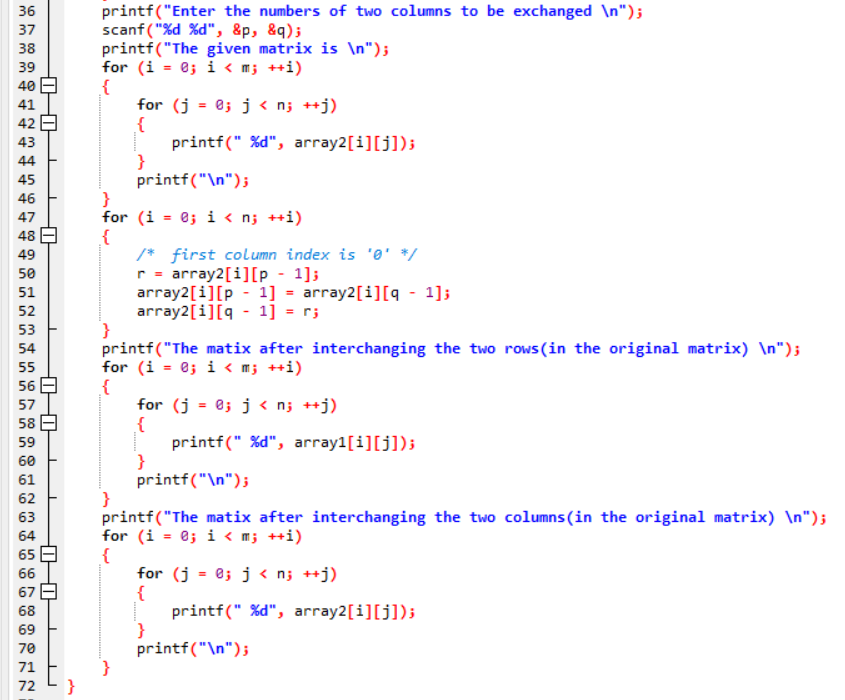 36 printf("Enter the numbers of two columns to be exchanged \n");
37 scanf("%d %d", &p, &q);
38 printf("The given matrix is \n");
39 for (i = 0; i < m; ++i)
40 {
41 for (j = 0; j < n; ++j)
42 {
43 printf(" %d", array2[i][j]);
44 }
45 printf("\n");
46 }
47 for (i = 0; i < n; ++i)
48 {
49 /*  first column index is '0' */
50 r = array2[i][p - 1];
51 array2[i][p - 1] = array2[i][q - 1];
52 array2[i][q - 1] = r;
53 }
54 printf("The matix after interchanging the two rows(in the original matrix) \n");
55 for (i = 0; i < m; ++i)
56 {
57 for (j = 0; j < n; ++j)
58 {
59 printf(" %d", array1[i][j]);
60 }
61 printf("\n");
62 }
63 printf("The matix after interchanging the two columns(in the original matrix) \n");
64 for (i = 0; i < m; ++i)
65 {
66 for (j = 0; j < n; ++j)
67 {
68 printf(" %d", array2[i][j]);
69 }
70 printf("\n");
71 }
72 }